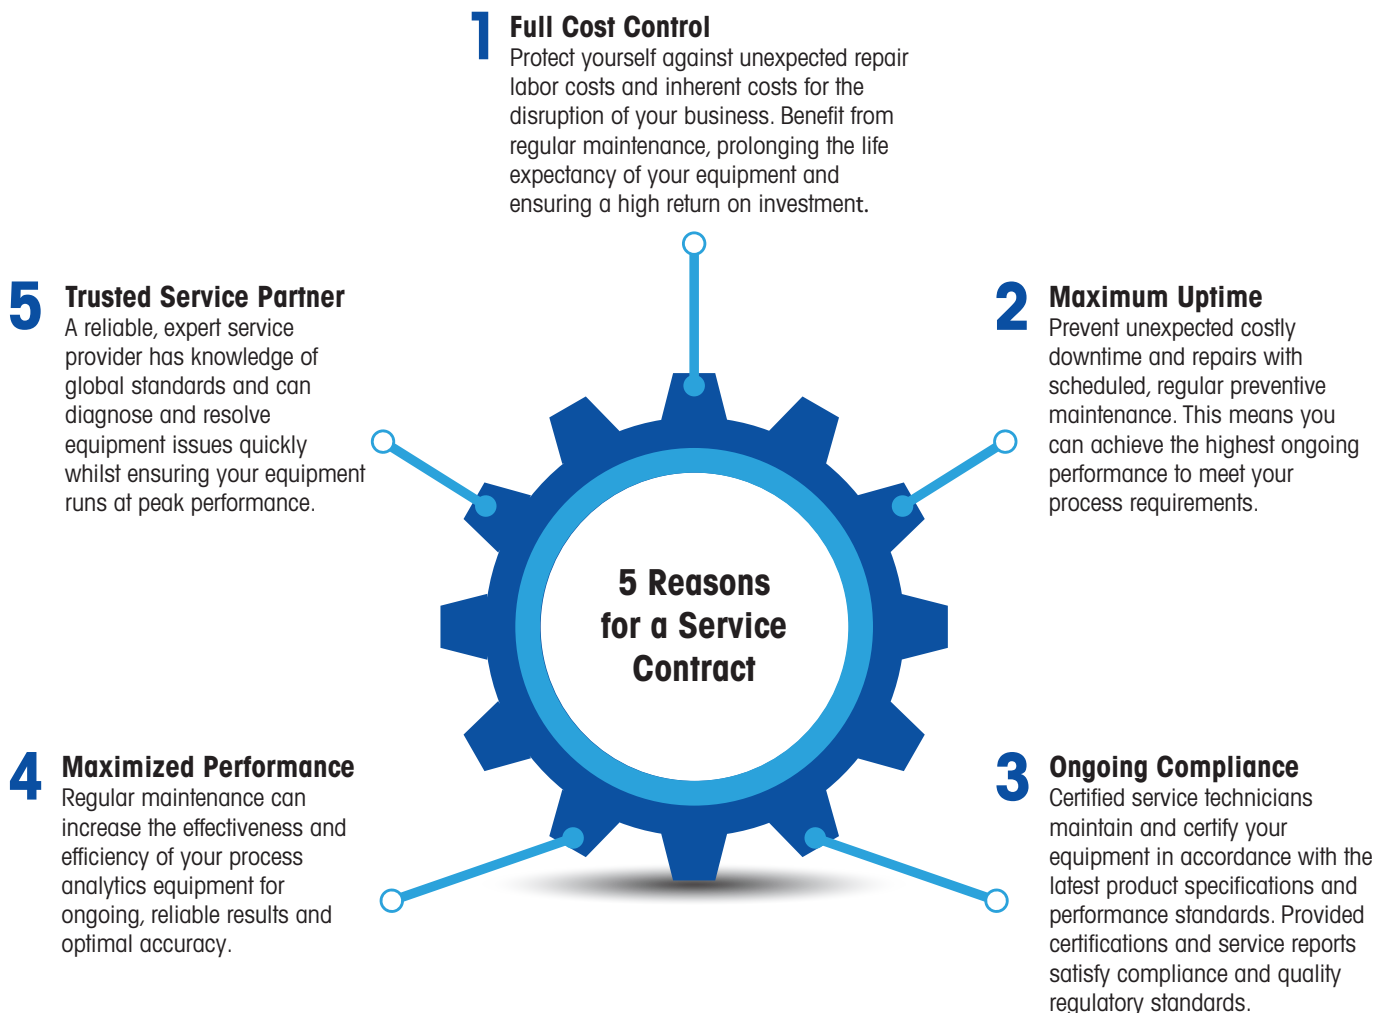 1
Full Cost Control
Protect yourself against unexpected repair
labor costs and inherent costs for the
disruption of your business. Benefit from
regular maintenance, prolonging the life
expectancy of your equipment and
ensuring a high return on investment.
2
Maximum Uptime
Prevent unexpected costly
downtime and repairs with
scheduled, regular preventive
maintenance. This means you
can achieve the highest ongoing
performance to meet your
process requirements.
3
Ongoing Compliance
Certified service technicians
maintain and certify your
equipment in accordance with the
latest product specifications and
performance standards. Provided
certifications and service reports
satisfy compliance and quality
regulatory standards.
4
Maximized Performance
Regular maintenance can
increase the effectiveness and
efficiency of your process
analytics equipment for
ongoing, reliable results and
optimal accuracy.
5
Trusted Service Partner
A reliable, expert service
provider has knowledge of
global standards and can
diagnose and resolve
equipment issues quickly
whilst ensuring your equipment
runs at peak performance.
5 Reasons
for a Service
Contract